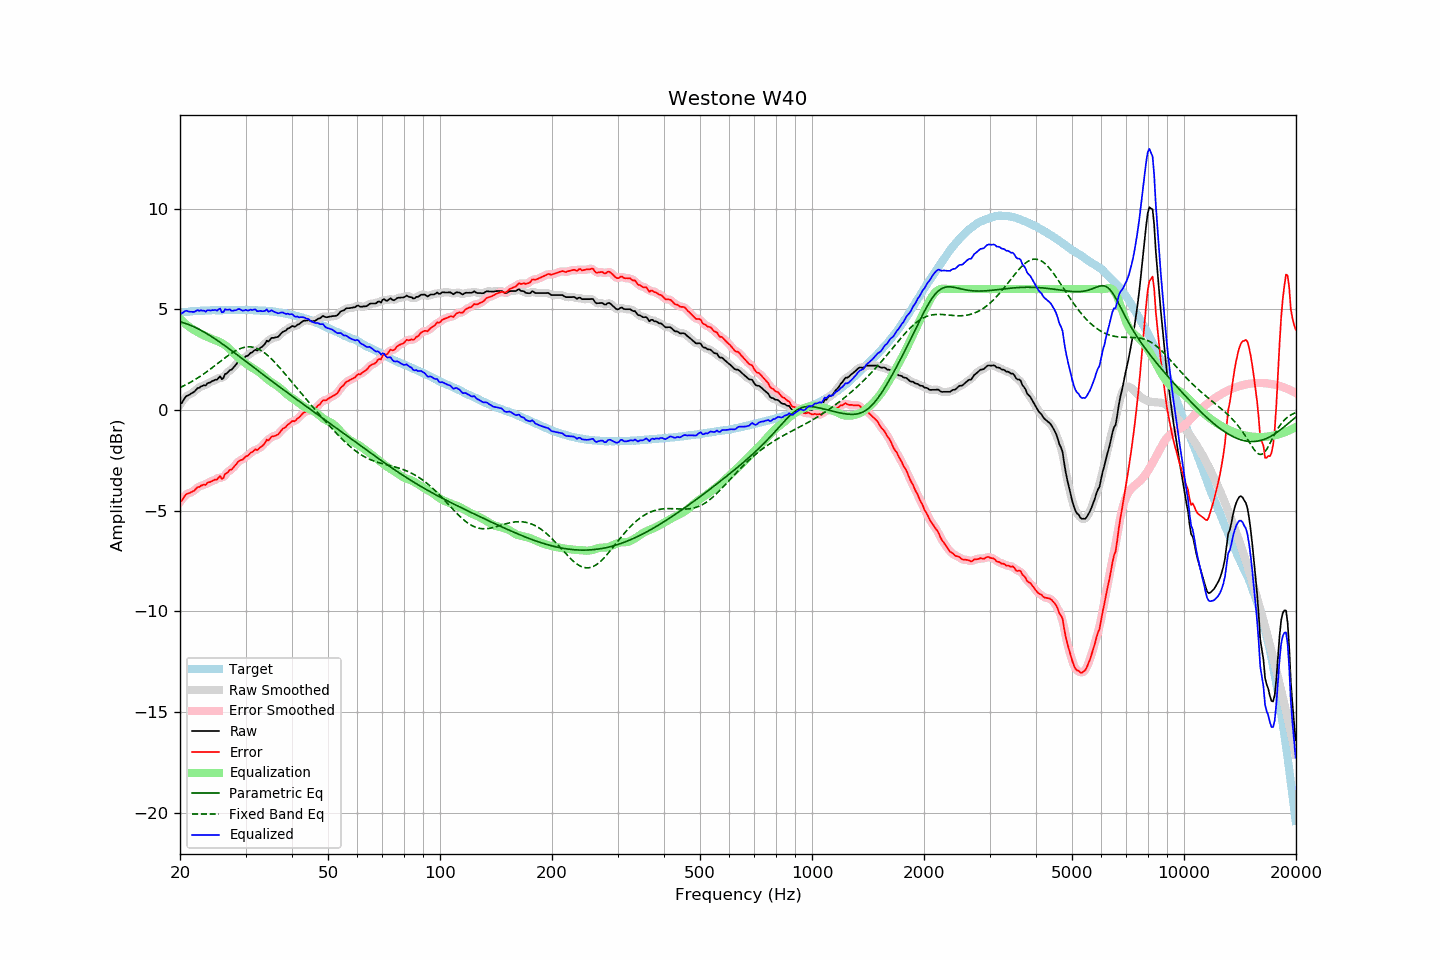 Westone W40
Amplitude (dBr)
10
5
0
−5
−10
−15
−20
Target
Raw Smoothed
Error Smoothed
Raw
Error
Equalization
Parametric Eq
Fixed Band Eq
Equalized
20 50 100 200 500 1000 2000 5000 10000 20000
Frequency (Hz)